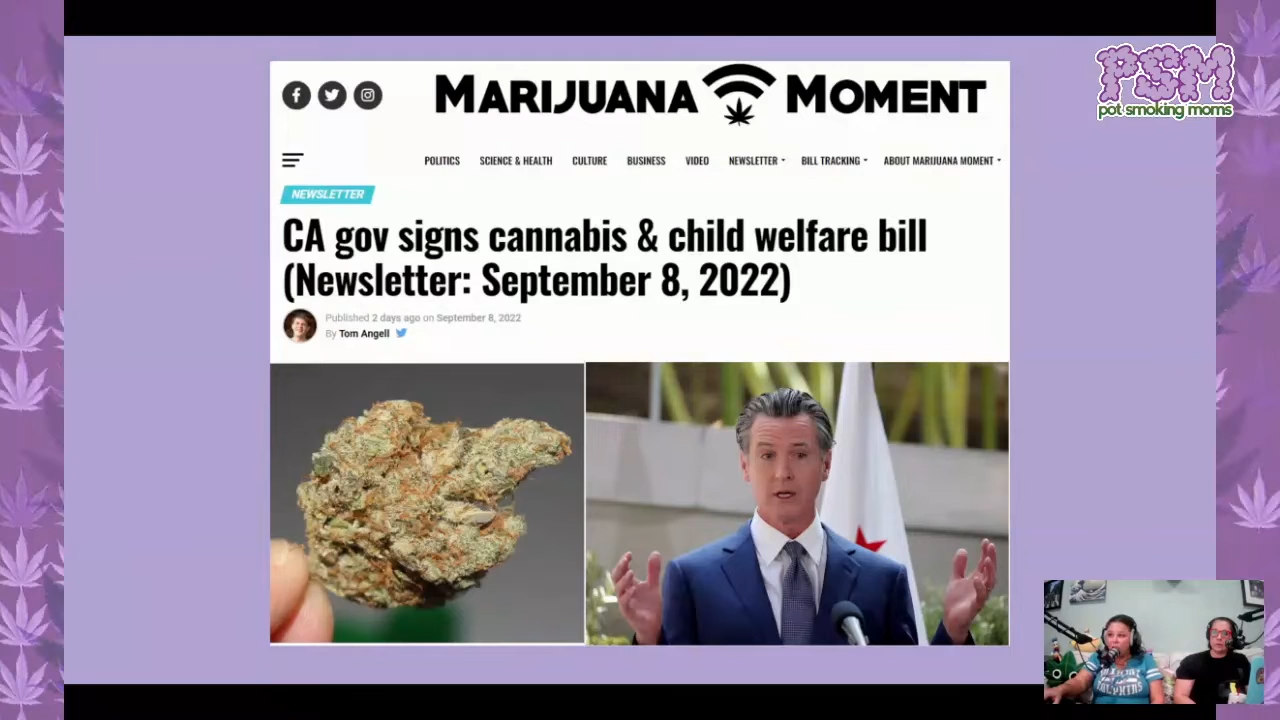 MARIJUANA MOMENT
PSM
pot smoking moms
POLITICS SCIENCE & HEALTH CULTURE BUSINESS VIDEO NEWSLETTER BILL TRACKING ABOUT MARIJUANA MOMENT
NEWSLETTER
CA gov signs cannabis & child welfare bill
(Newsletter: September 8, 2022)
Published 2 days ago on September 8, 2022
By Tom Angell
DOLPHINS